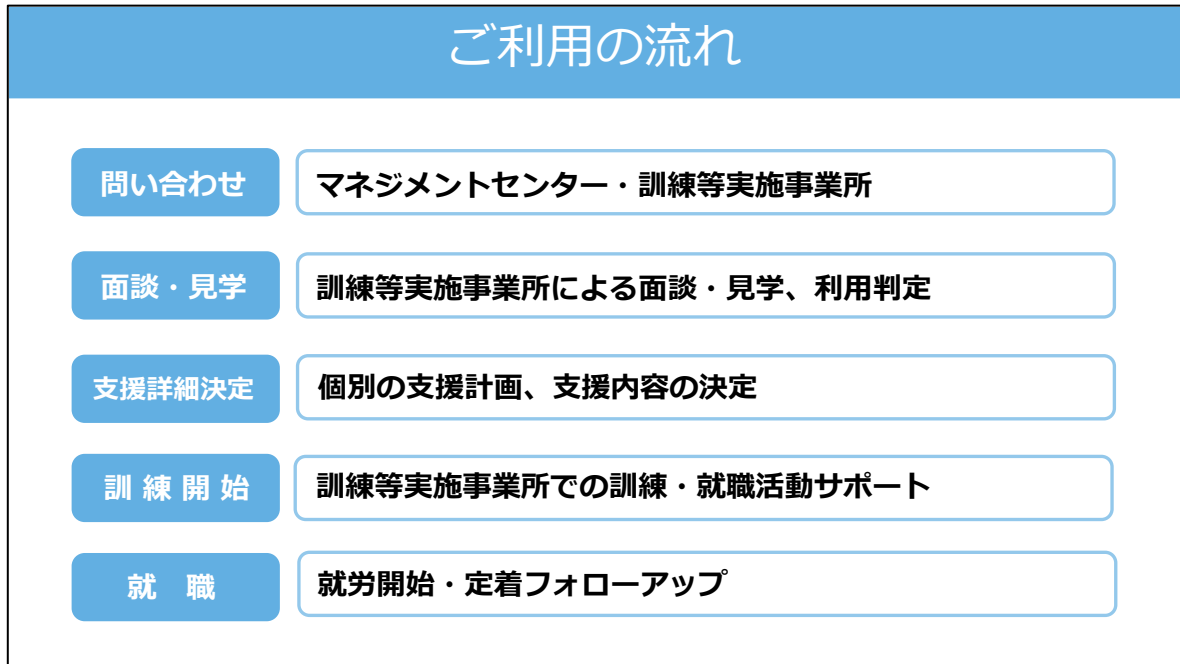 ご利用の流れ
問い合わせ
マネジメントセンター・訓練等実施事業所
面談・見学
訓練等実施事業所による面談・見学、利用判定
支援詳細決定
個別の支援計画、支援内容の決定
訓 練 開 始
訓練等実施事業所での訓練・就職活動サポート
就　職
就労開始・定着フォローアップ